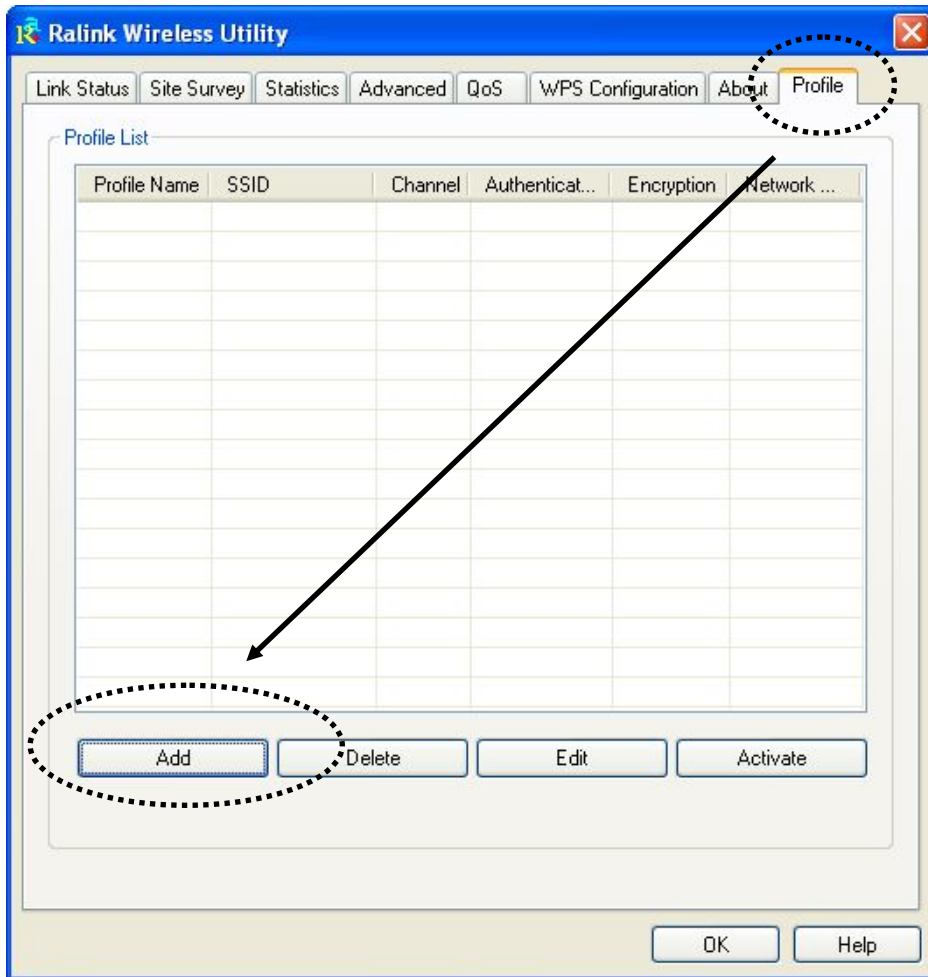 Ralink Wireless Utility
Link Status Site Survey Statistics Advanced QoS WPS Configuration About Profile
Profile List
Profile Name SSID Channel Authenticat... Encryption Network ...
Add Delete Edit Activate
OK Help